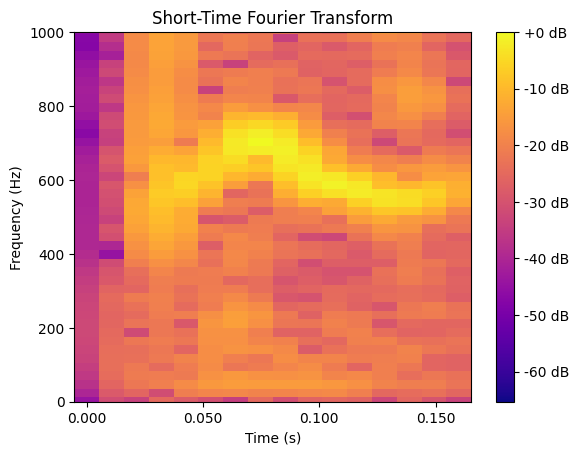 Short-Time Fourier Transform
1000
800
600
400
200
0
Frequency (Hz)
0.000
0.050
0.100
0.150
Time (s)
+0 dB
-10 dB
-20 dB
-30 dB
-40 dB
-50 dB
-60 dB